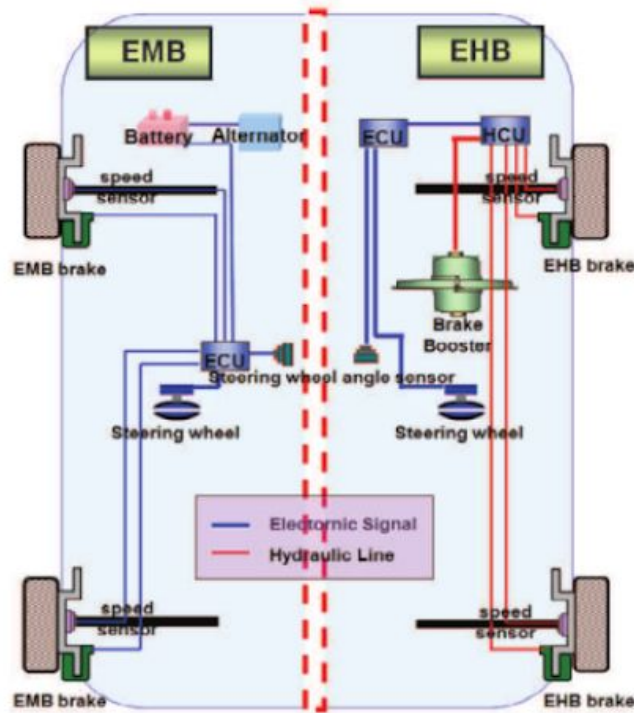 EMB
EHB
Battery
Alternator
ECU
HCU
speed
sensor
speed
sensor
EMB brake
EHB brake
Brake
Booster
ECU
Steering wheel angle sensor
Steering wheel
Steering wheel
Electornic Signal
Hydraulic Line
speed
sensor
speed
sensor
EMB brake
EHB brake